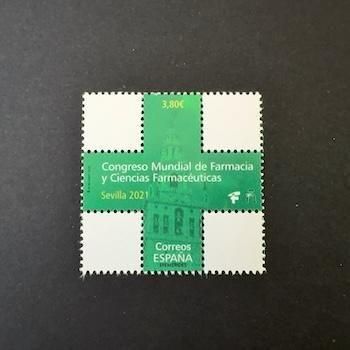 3,80€
Congreso Mundial de Farmacia
y Ciencias Farmacéuticas
Sevilla 2021
Correos
ESPAÑA